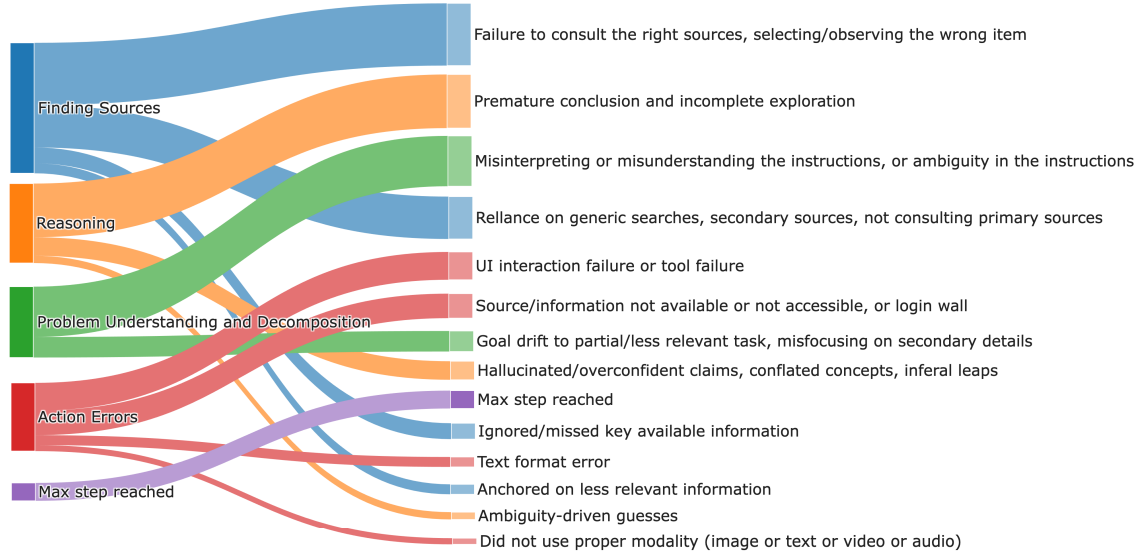 Failure to consult the right sources, selecting/observing the wrong item
Finding Sources
Premature conclusion and incomplete exploration
Misinterpreting or misunderstanding the instructions, or ambiguity in the instructions
Reasoning
Rellance on generic searches, secondary sources, not consulting primary sources
UI interaction failure or tool failure
Source/information not available or not accessible, or login wall
Problem Understanding and Decomposition
Goal drift to partial/less relevant task, misfocusing on secondary details
Hallucinated/overconfident claims, conflated concepts, inferal leaps
Max step reached
Action Errors
Ignored/missed key available information
Text format error
Max step reached
Anchored on less relevant information
Ambiguity-driven guesses
Did not use proper modality (image or text or video or audio)